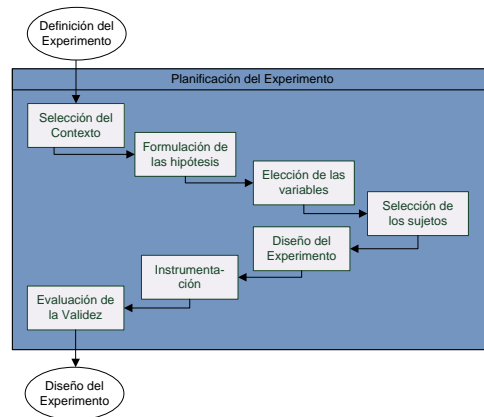 Definición del
Experimento
Planificación del Experimento
Selección del
Contexto
Formulación de
las hipótesis
Elección de las
variables
Selección de
los sujetos
Diseño del
Experimento
Instrumenta-
ción
Evaluación de
la Validez
Diseño del
Experimento